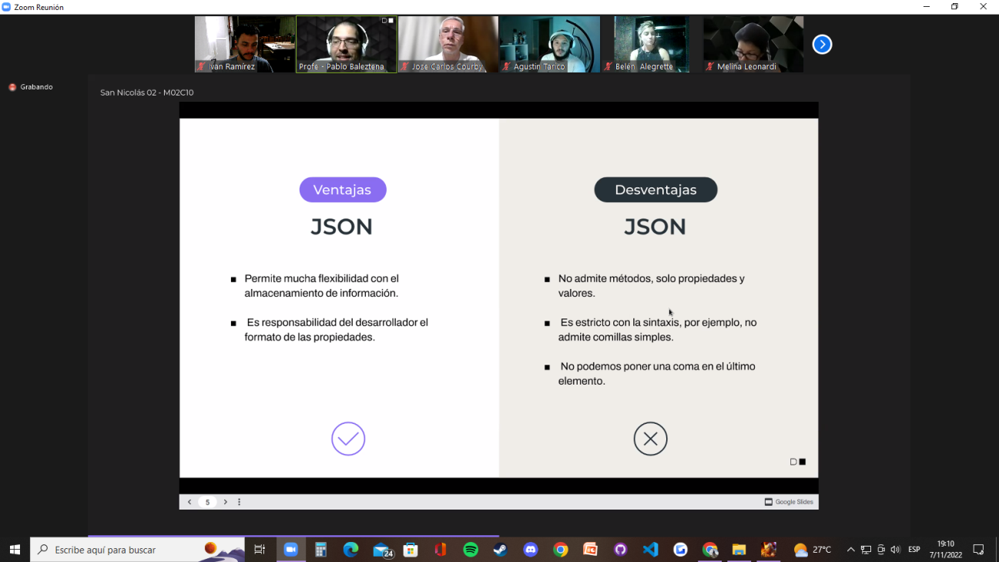 Zoom Reunión
Iván Ramírez
Profe - Pablo Baleztena
Jose Carlos Courby
Agustin Tarico
Belén Alegrette
Melina Leonardi
Grabando
San Nicolás 02 - M02C10
Ventajas
JSON
■ Permite mucha flexibilidad con el
almacenamiento de información.
■ Es responsabilidad del desarrollador el
formato de las propiedades.
Desventajas
JSON
■ No admite métodos, solo propiedades y
valores.
■ Es estricto con la sintaxis, por ejemplo, no
admite comillas simples.
■ No podemos poner una coma en el último
elemento.
5
Google Slides
Escribe aquí para buscar
24
27°C
ESP
19:10
7/11/2022